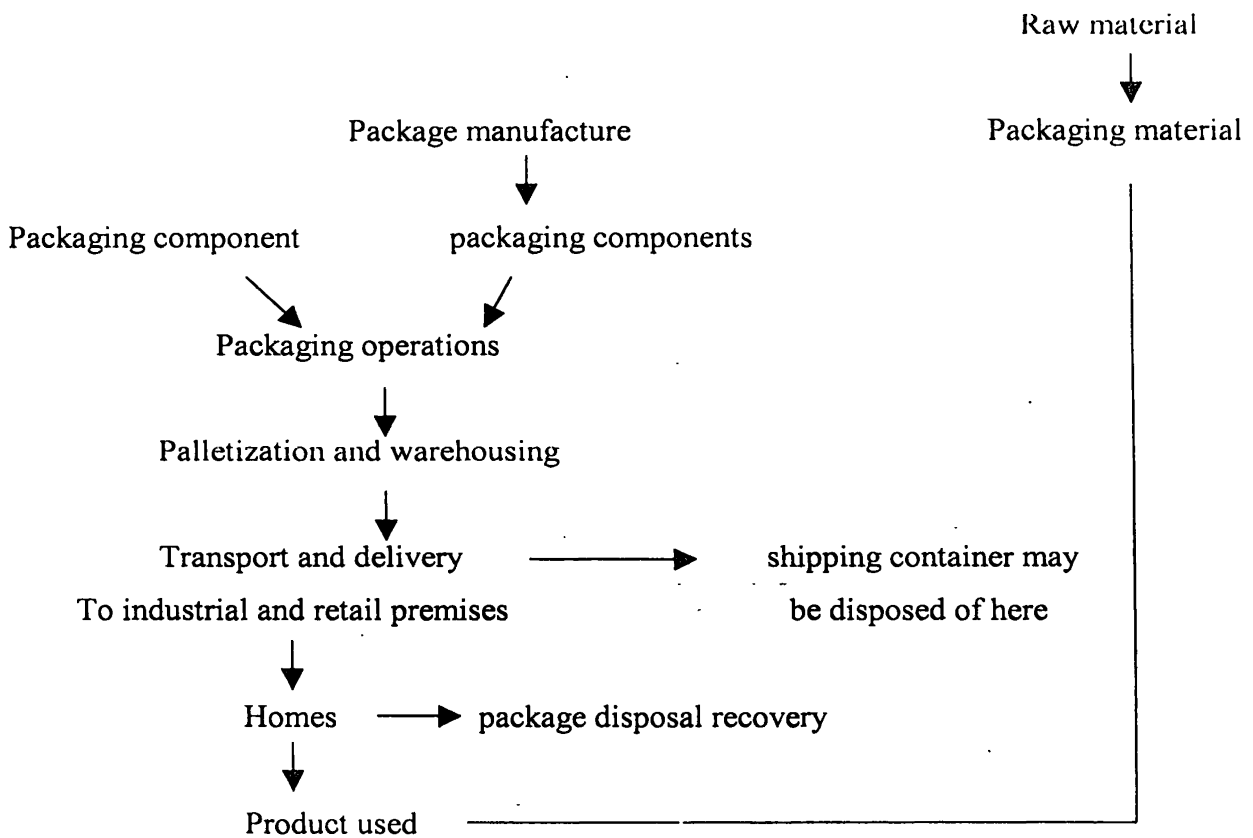 Raw material
Package manufacture
Packaging material
Packaging component
packaging components
Packaging operations
Palletization and warehousing
Transport and delivery
shipping container may
To industrial and retail premises
be disposed of here
Homes
package disposal recovery
Product used